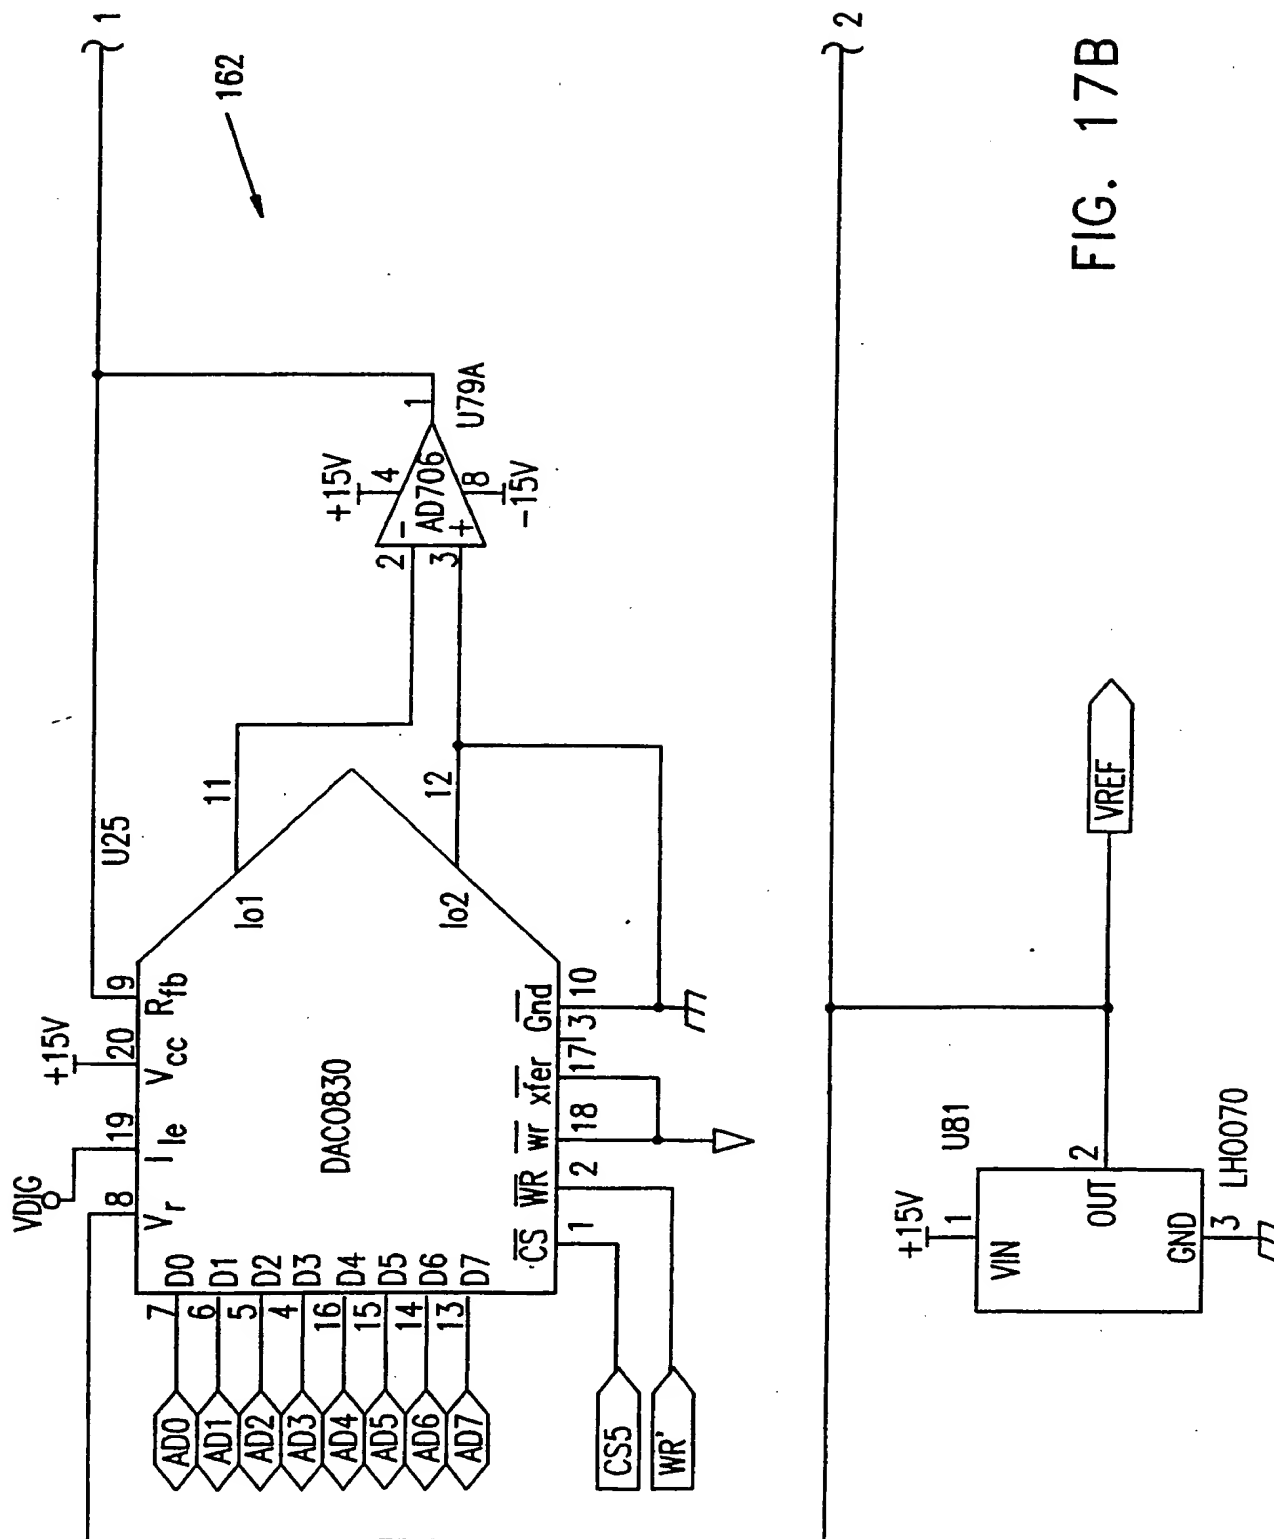 1
162
U25
+15V
VDIG
8
19
20
9
Vr
Ile
Vcc
Rfb
7
D0
AD0
6
D1
AD1
5
D2
AD2
4
D3
AD3
16
D4
AD4
15
D5
AD5
14
D6
AD6
13
D7
AD7
DAC0830
Io1
11
Io2
12
+15V
4
2
-
AD706
1
U79A
3
+
8
-15V
CS
WR
wr
xfer
Gnd
1
2
18
17
3
10
CS5
WR'
2
+15V
1
U81
VIN
OUT
2
GND
3
LH0070
VREF
FIG. 17B